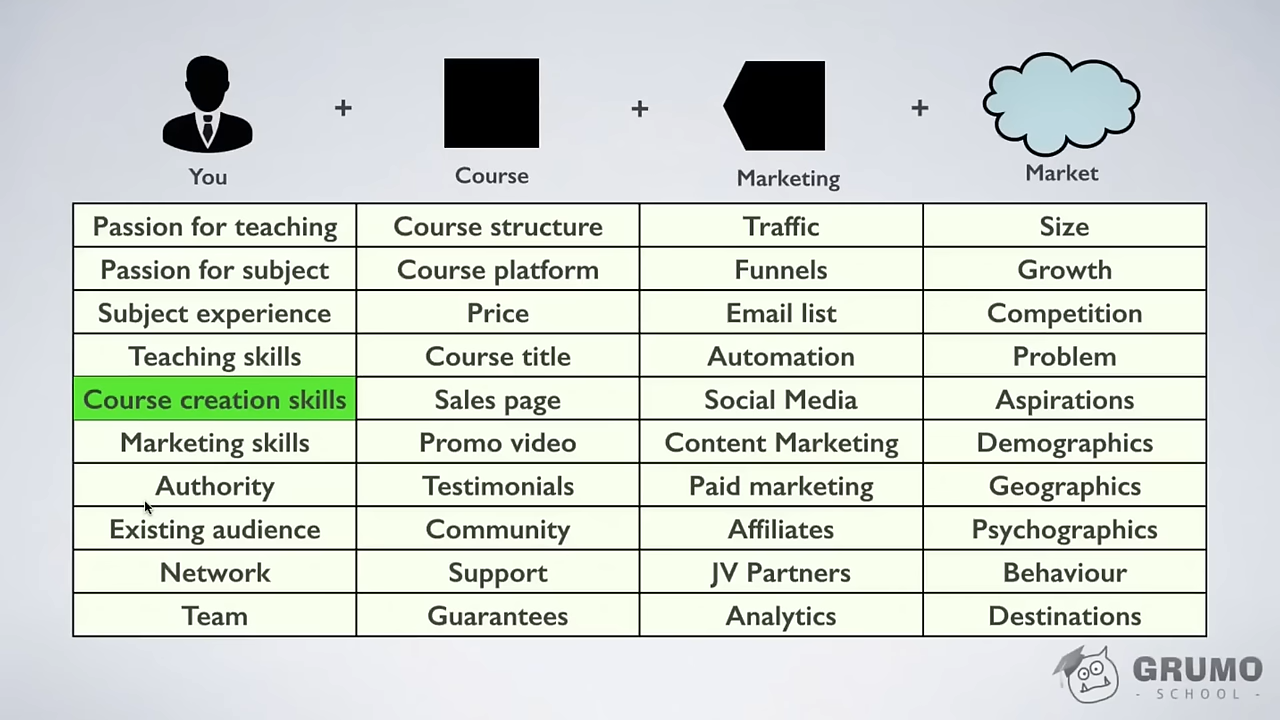 + + +
You Course Marketing Market
Passion for teaching Course structure Traffic Size
Passion for subject Course platform Funnels Growth
Subject experience Price Email list Competition
Teaching skills Course title Automation Problem
Course creation skills Sales page Social Media Aspirations
Marketing skills Promo video Content Marketing Demographics
Authority Testimonials Paid marketing Geographics
Existing audience Community Affiliates Psychographics
Network Support JV Partners Behaviour
Team Guarantees Analytics Destinations
GRUMO
- SCHOOL -